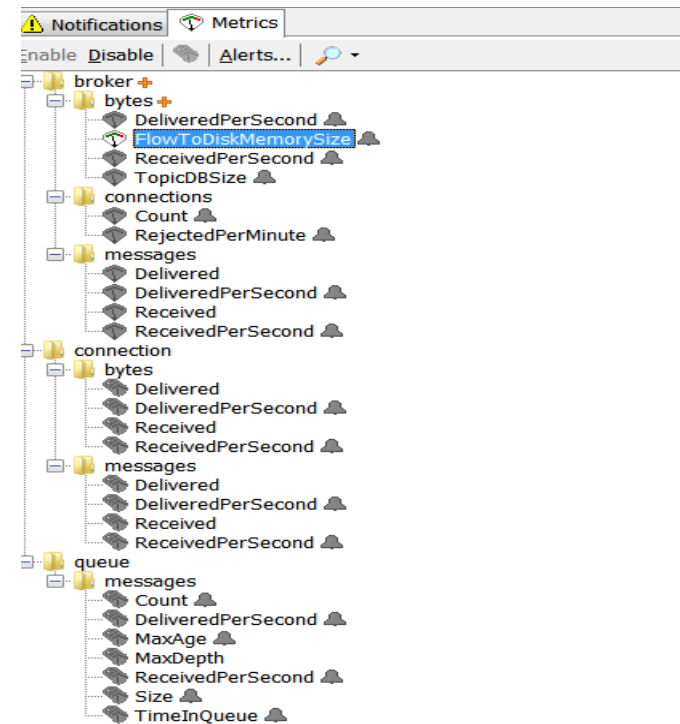 Notifications Metrics
Enable Disable Alerts...
broker
bytes
DeliveredPerSecond
FlowToDiskMemorySize
ReceivedPerSecond
TopicDBSize
connections
Count
RejectedPerMinute
messages
Delivered
DeliveredPerSecond
Received
ReceivedPerSecond
connection
bytes
Delivered
DeliveredPerSecond
Received
ReceivedPerSecond
messages
Delivered
DeliveredPerSecond
Received
ReceivedPerSecond
queue
messages
Count
DeliveredPerSecond
MaxAge
MaxDepth
ReceivedPerSecond
Size
TimeInQueue